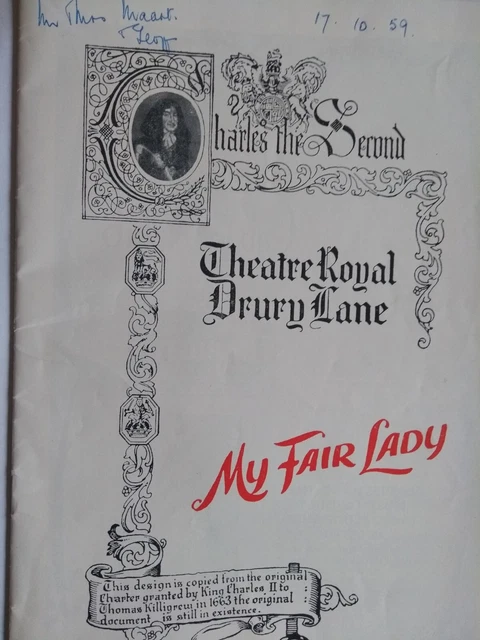 17. 10. 59.
Charles the Second
Theatre Royal
Drury Lane
My Fair Lady
This design is copied from the original
Charter granted by King Charles II to :
Thomas Killigrew in 1663 the original :
document is still in existence.